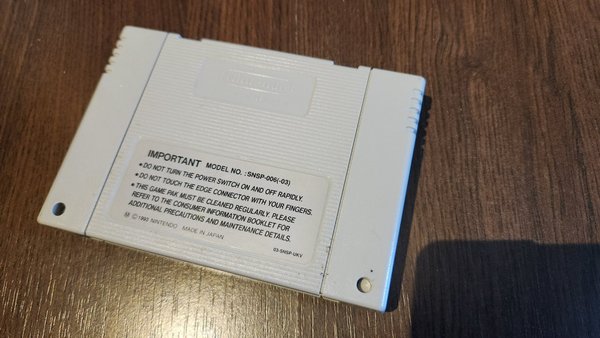 Nintendo
IMPORTANT MODEL NO. : SNSP-006(-03)
• DO NOT TURN THE POWER SWITCH ON AND OFF RAPIDLY.
• DO NOT TOUCH THE EDGE CONNECTOR WITH YOUR FINGERS.
• THIS GAME PAK MUST BE CLEANED REGULARLY. PLEASE
REFER TO THE CONSUMER INFORMATION BOOKLET FOR
ADDITIONAL PRECAUTIONS AND MAINTENANCE DETAILS.
Ⓜ © 1993 NINTENDO MADE IN JAPAN
03-SNSP-UKV